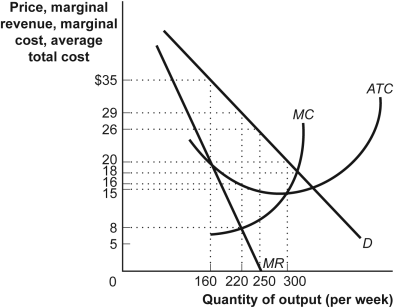 Price, marginal
revenue, marginal
cost, average
total cost
$35
29
26
20
18
16
15
8
5
0
ATC
MC
D
MR
160 220 250 300
Quantity of output (per week)